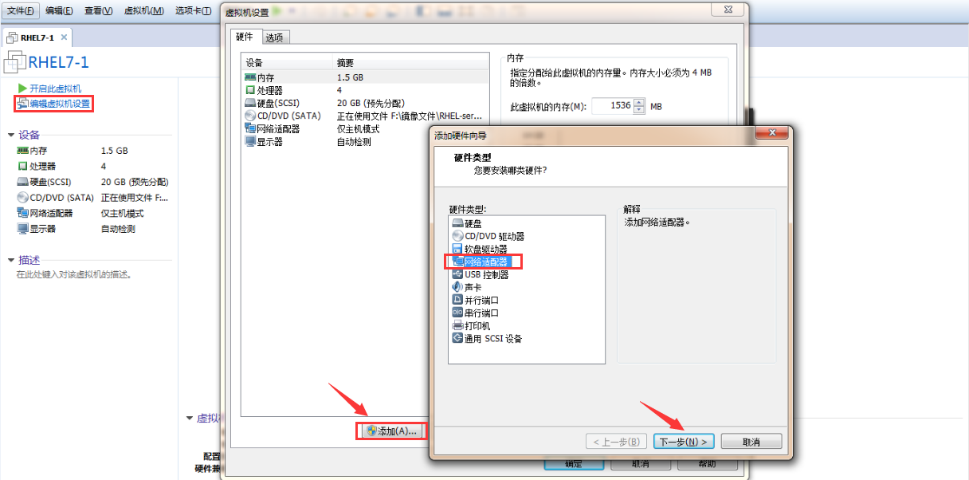 文件(F) 编辑(E) 查看(V) 虚拟机(M) 选项卡(T)
RHEL7-1
RHEL7-1
开启此虚拟机
编辑虚拟机设置
设备
内存 1.5 GB
处理器 4
硬盘(SCSI) 20 GB (预先分配)
CD/DVD (SATA) 正在使用文件 F:...
网络适配器 仅主机模式
显示器 自动检测
描述
在此处键入对该虚拟机的描述。
虚拟
配置
硬件兼
虚拟机设置
硬件 选项
设备 摘要
内存 1.5 GB
处理器 4
硬盘(SCSI) 20 GB (预先分配)
CD/DVD (SATA) 正在使用文件 F:\镜像文件\RHEL-ser...
网络适配器 仅主机模式
显示器 自动检测
添加(A)...
内存
指定分配给此虚拟机的内存量。内存大小必须为 4 MB
的倍数。
此虚拟机的内存(M): 1536 MB
确定 取消 帮助
添加硬件向导
硬件类型
您要安装哪类硬件?
硬件类型:
硬盘
CD/DVD 驱动器
软盘驱动器
网络适配器
USB 控制器
声卡
并行端口
串行端口
打印机
通用 SCSI 设备
解释
添加网络适配器。
< 上一步(B) 下一步(N) > 取消